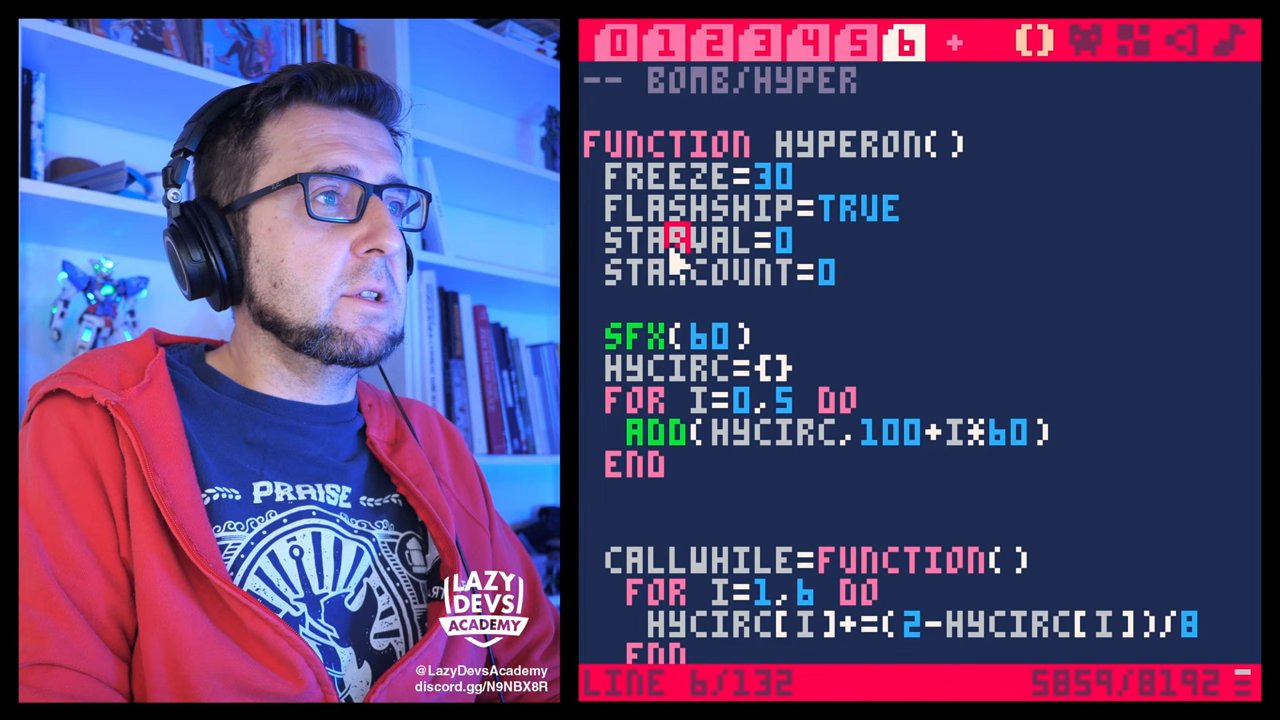 PRAISE
LAZY
DEVS
ACADEMY
@LazyDevsAcademy
discord.gg/N9NBX8R
0 1 2 3 4 5 6 +
-- BOMB/HYPER
FUNCTION HYPERON()
FREEZE=30
FLASHSHIP=TRUE
STARVAL=0
STARCOUNT=0
SFX(60)
HYCIRC={}
FOR I=0,5 DO
ADD(HYCIRC,100+I*60)
END
CALLWHILE=FUNCTION()
FOR I=1,6 DO
HYCIRC[I]+=(2-HYCIRC[I])/8
END
LINE 6/132
5859/8192